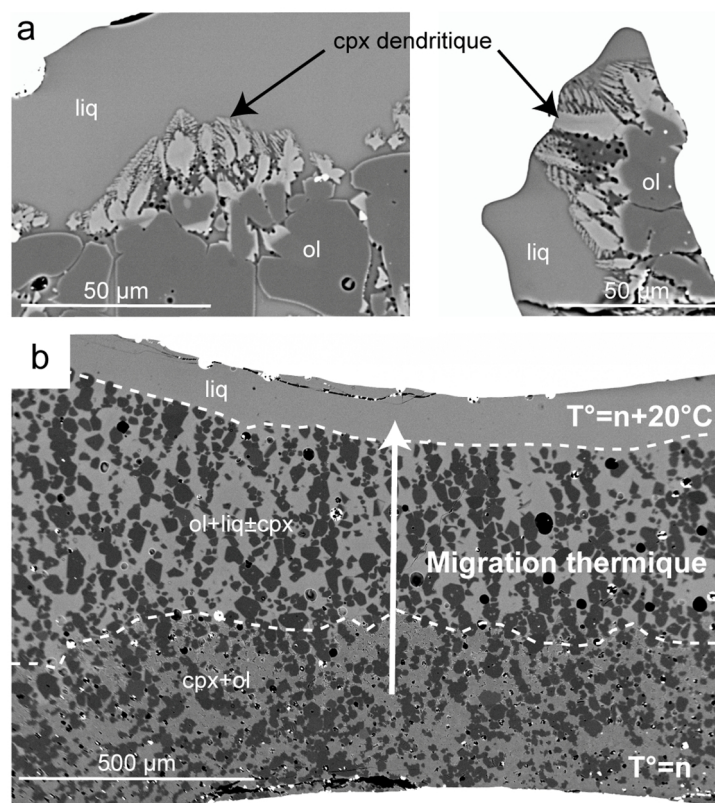 a
cpx dendritique
liq
ol
50 µm
ol
liq
50 µm
b
liq
T°=n+20°C
ol+liq±cpx
Migration thermique
cpx+ol
500 µm
T°=n